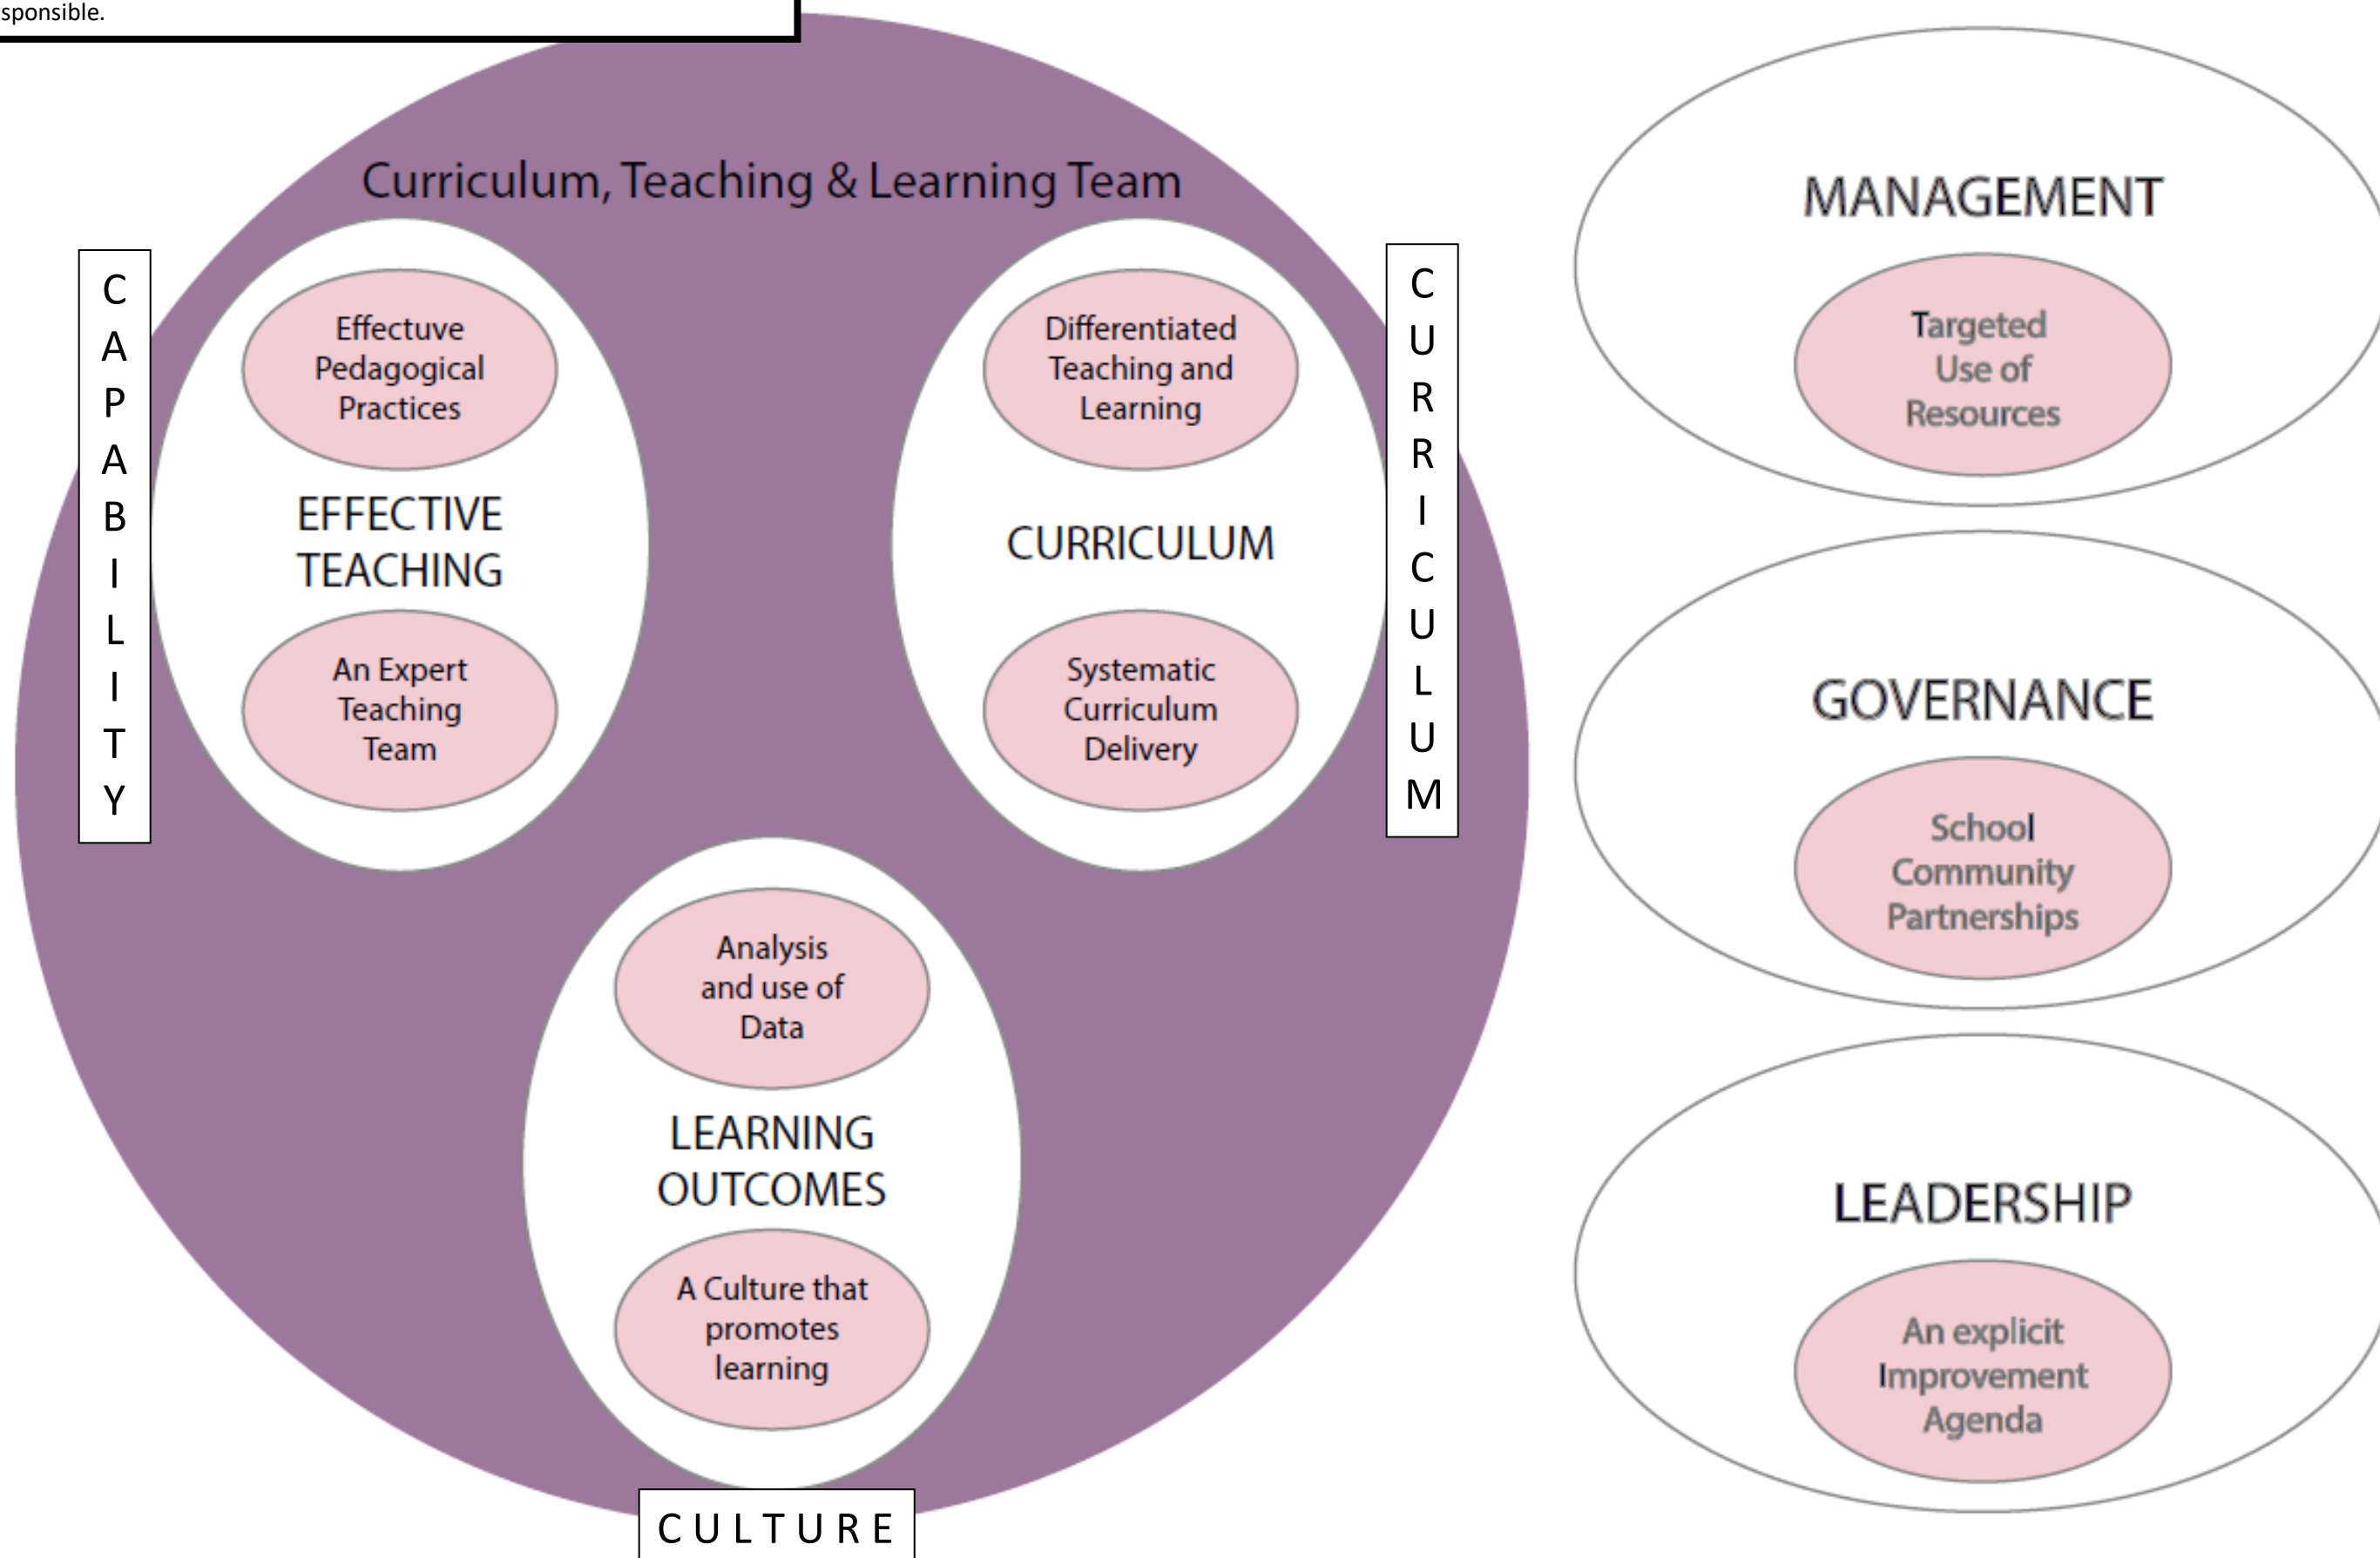 sponsible.
Curriculum, Teaching & Learning Team
CAPABILITY
Effectuve
Pedagogical
Practices
EFFECTIVE
TEACHING
An Expert
Teaching
Team
Differentiated
Teaching and
Learning
CURRICULUM
Systematic
Curriculum
Delivery
CURRICULUM
Analysis
and use of
Data
LEARNING
OUTCOMES
A Culture that
promotes
learning
CULTURE
MANAGEMENT
Targeted
Use of
Resources
GOVERNANCE
School
Community
Partnerships
LEADERSHIP
An explicit
Improvement
Agenda